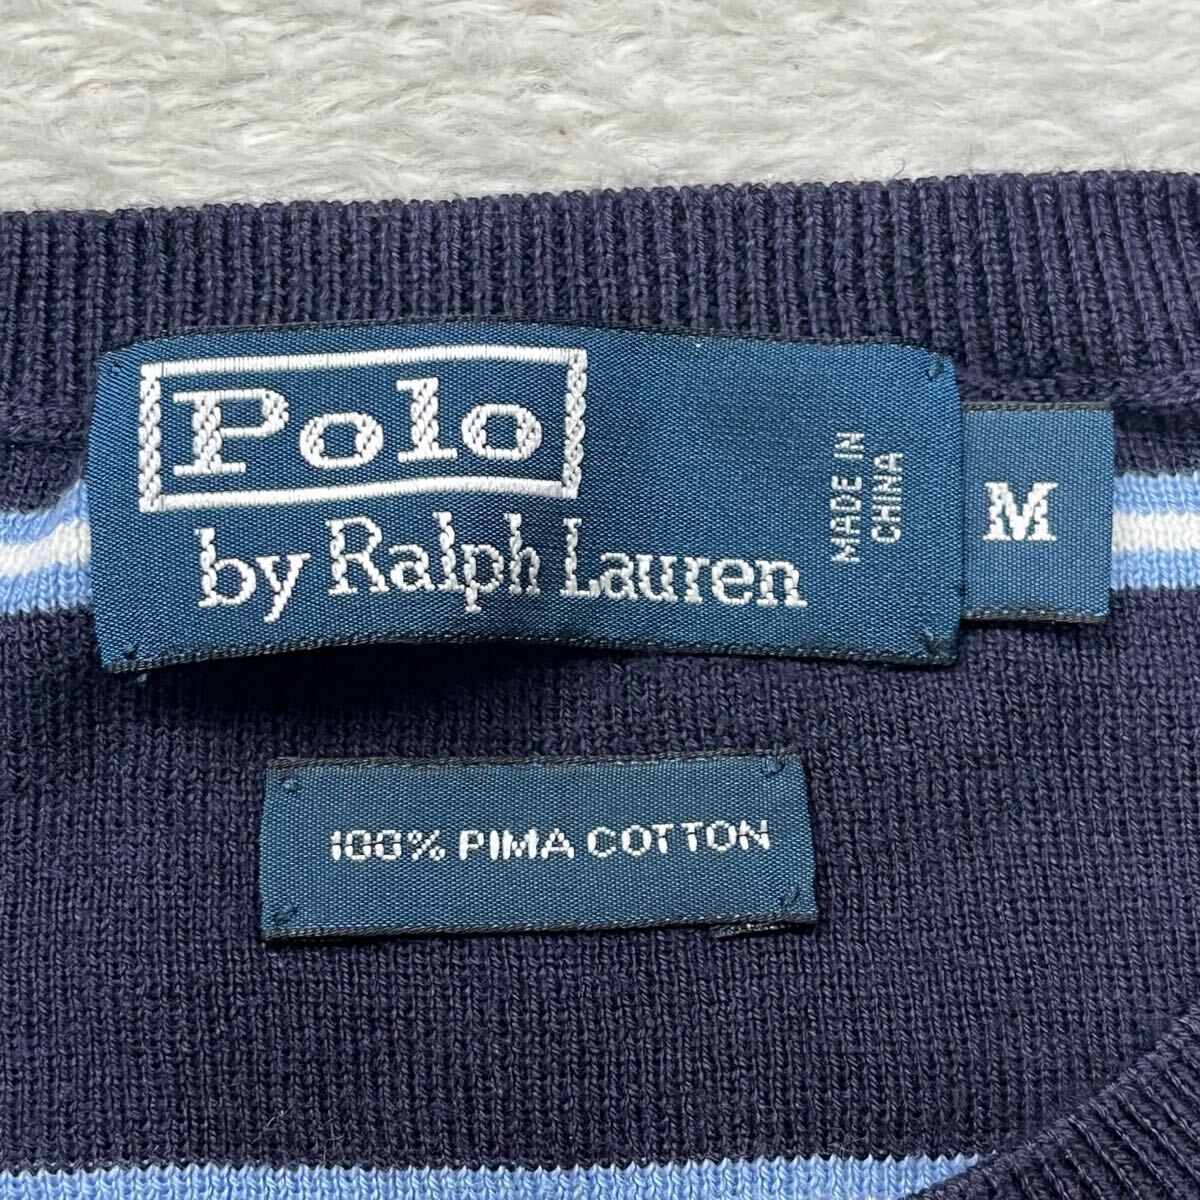 Polo
by Ralph Lauren
MADE IN
CHINA
M
100% PIMA COTTON